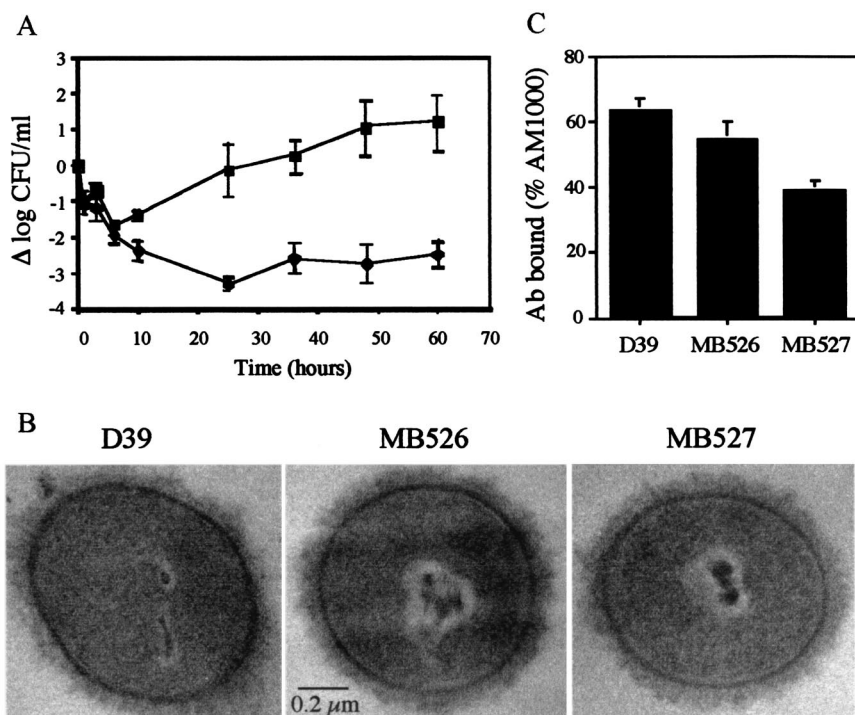 A
Δ log CFU/ml
3
2
1
0
-1
-2
-3
-4
0 10 20 30 40 50 60 70
Time (hours)
C
Ab bound (% AM1000)
80
60
40
20
0
D39 MB526 MB527
B
D39 MB526 MB527
0.2 μm